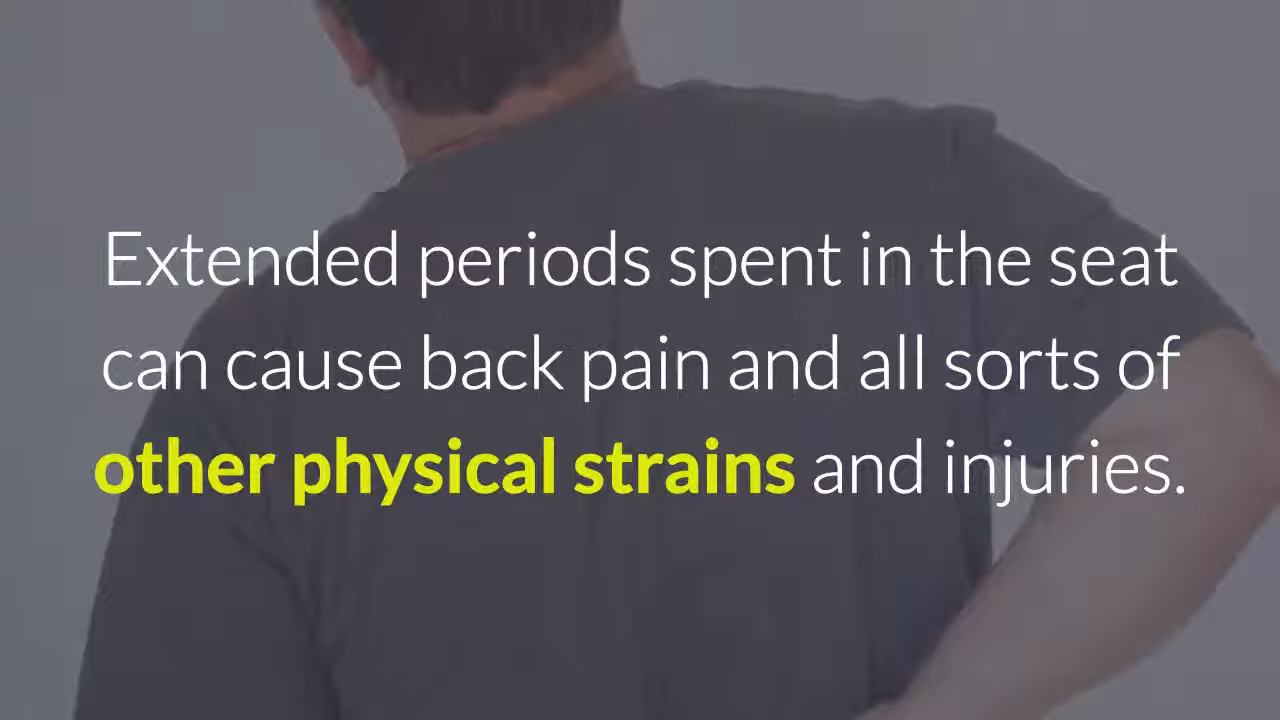 Extended periods spent in the seat
can cause back pain and all sorts of
other physical strains and injuries.